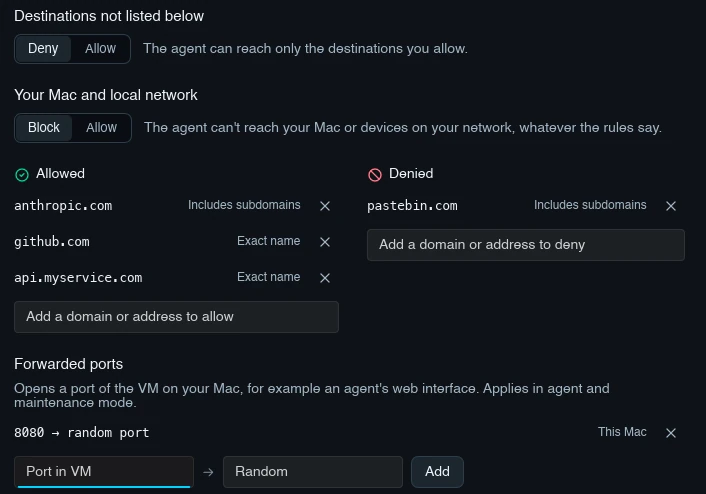 Destinations not listed below
Deny Allow The agent can reach only the destinations you allow.
Your Mac and local network
Block Allow The agent can't reach your Mac or devices on your network, whatever the rules say.
Allowed
anthropic.com Includes subdomains
github.com Exact name
api.myservice.com Exact name
Add a domain or address to allow
Denied
pastebin.com Includes subdomains
Add a domain or address to deny
Forwarded ports
Opens a port of the VM on your Mac, for example an agent's web interface. Applies in agent and
maintenance mode.
8080 → random port This Mac
Port in VM → Random Add